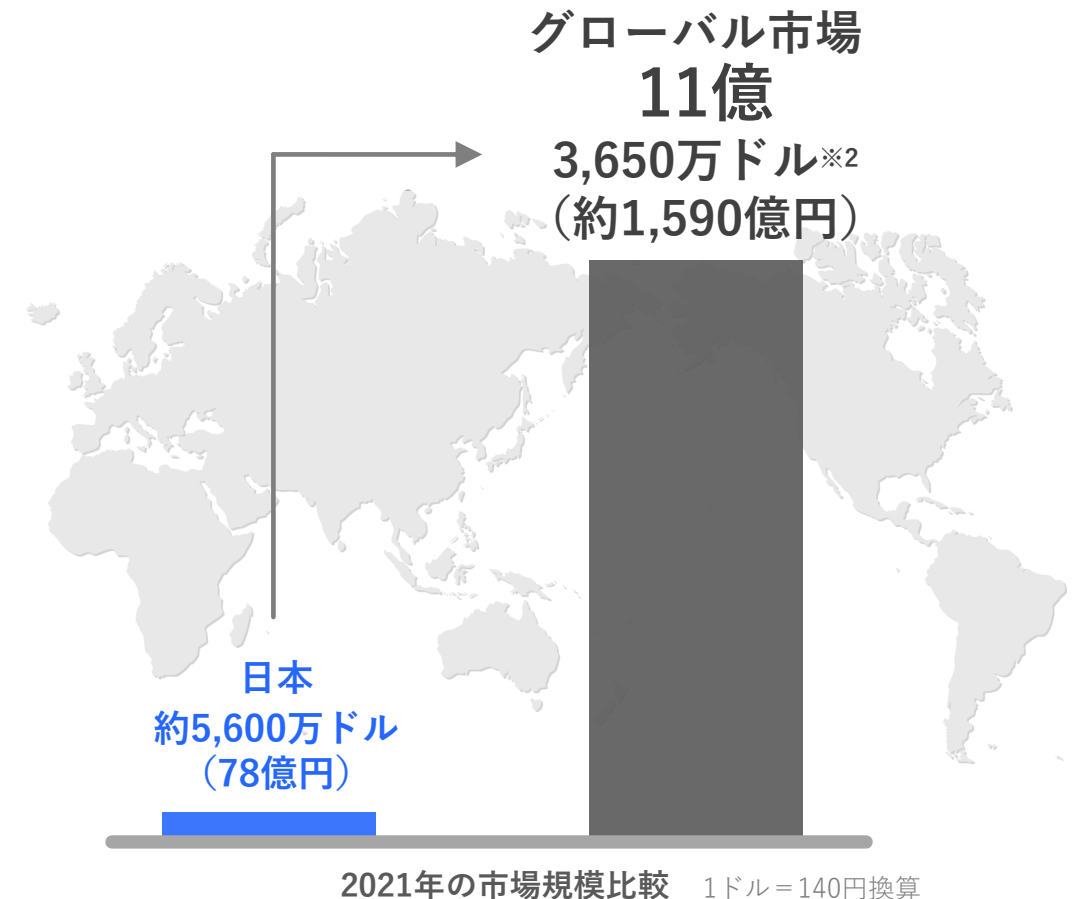 グローバル市場
11億
3,650万ドル※2
（約1,590億円）
日本
約5,600万ドル
（78億円）
2021年の市場規模比較 1ドル＝140円換算